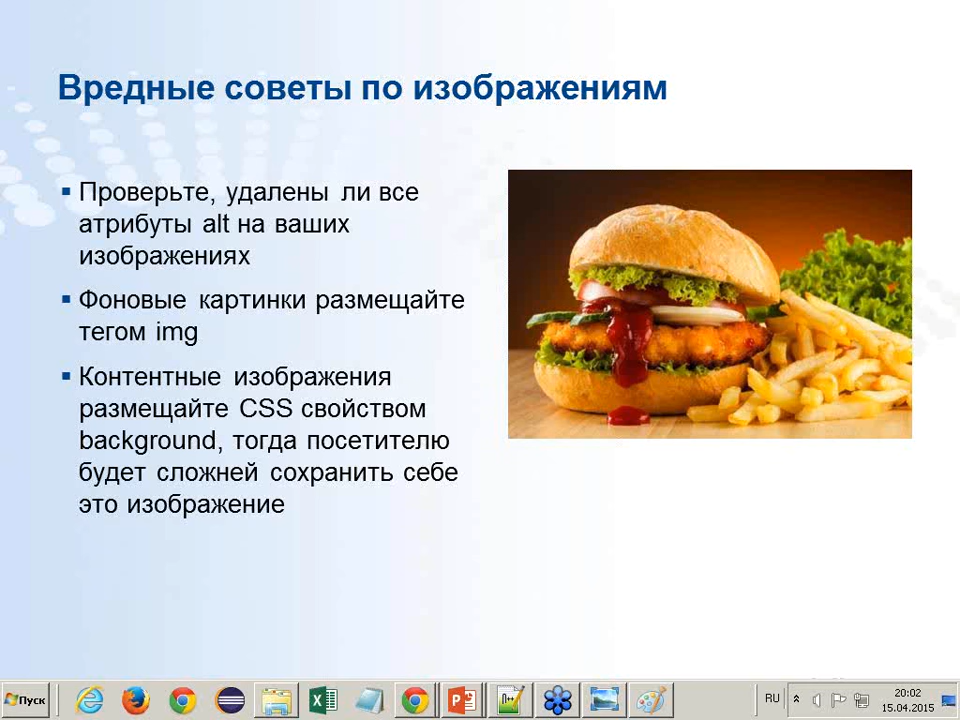 Вредные советы по изображениям
Проверьте, удалены ли все
атрибуты alt на ваших
изображениях
Фоновые картинки размещайте
тегом img
Контентные изображения
размещайте CSS свойством
background, тогда посетителю
будет сложней сохранить себе
это изображение
Пуск
RU
20:02
15.04.2015